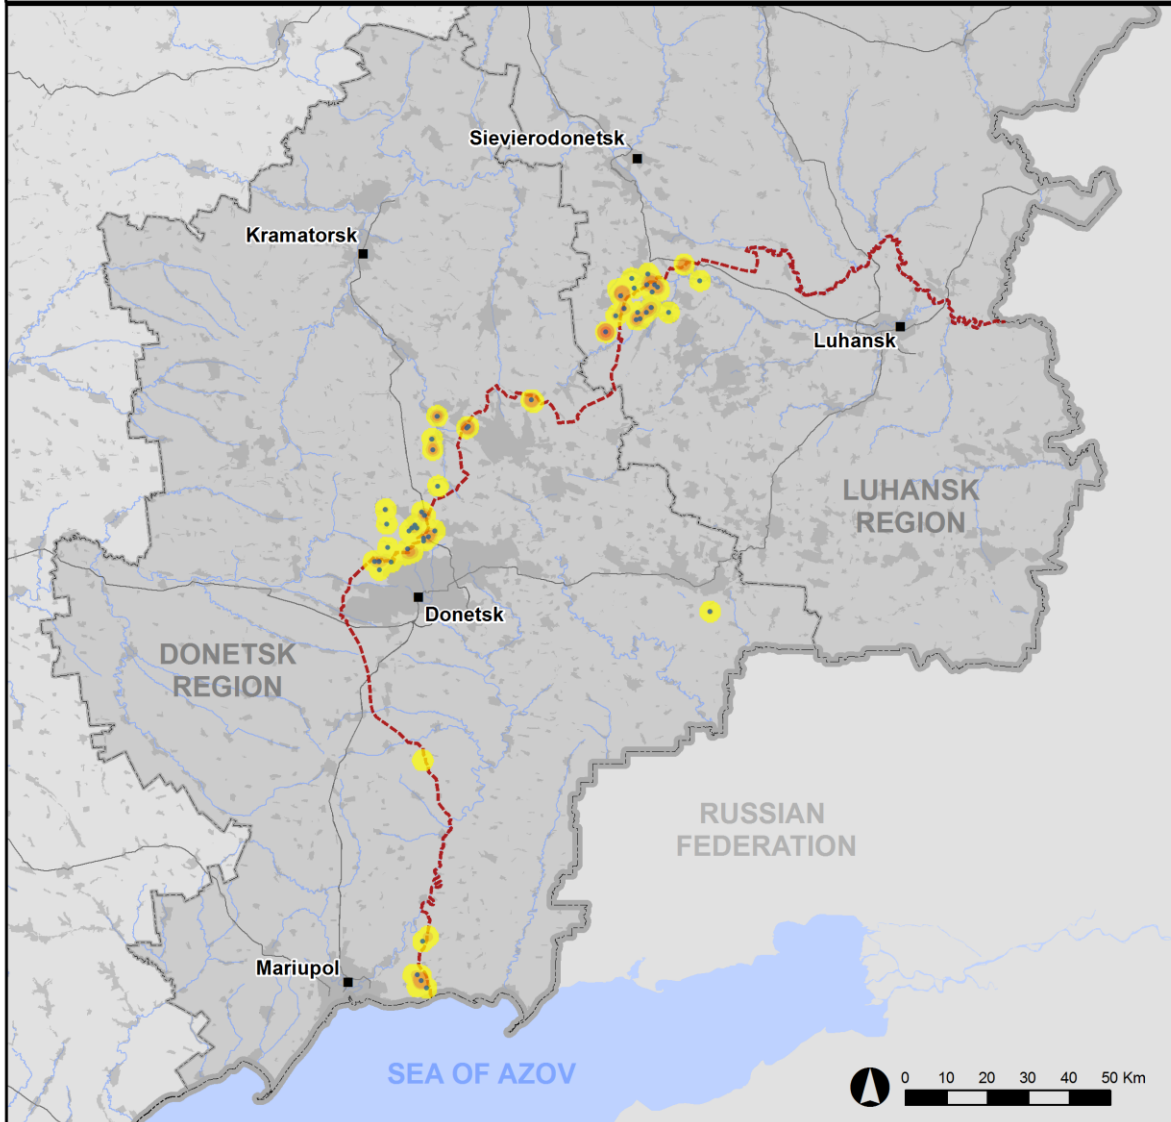 Sievierodonetsk
Kramatorsk
Luhansk
LUHANSK
REGION
Donetsk
DONETSK
REGION
RUSSIAN
FEDERATION
Mariupol
SEA OF AZOV
0 10 20 30 40 50 Km